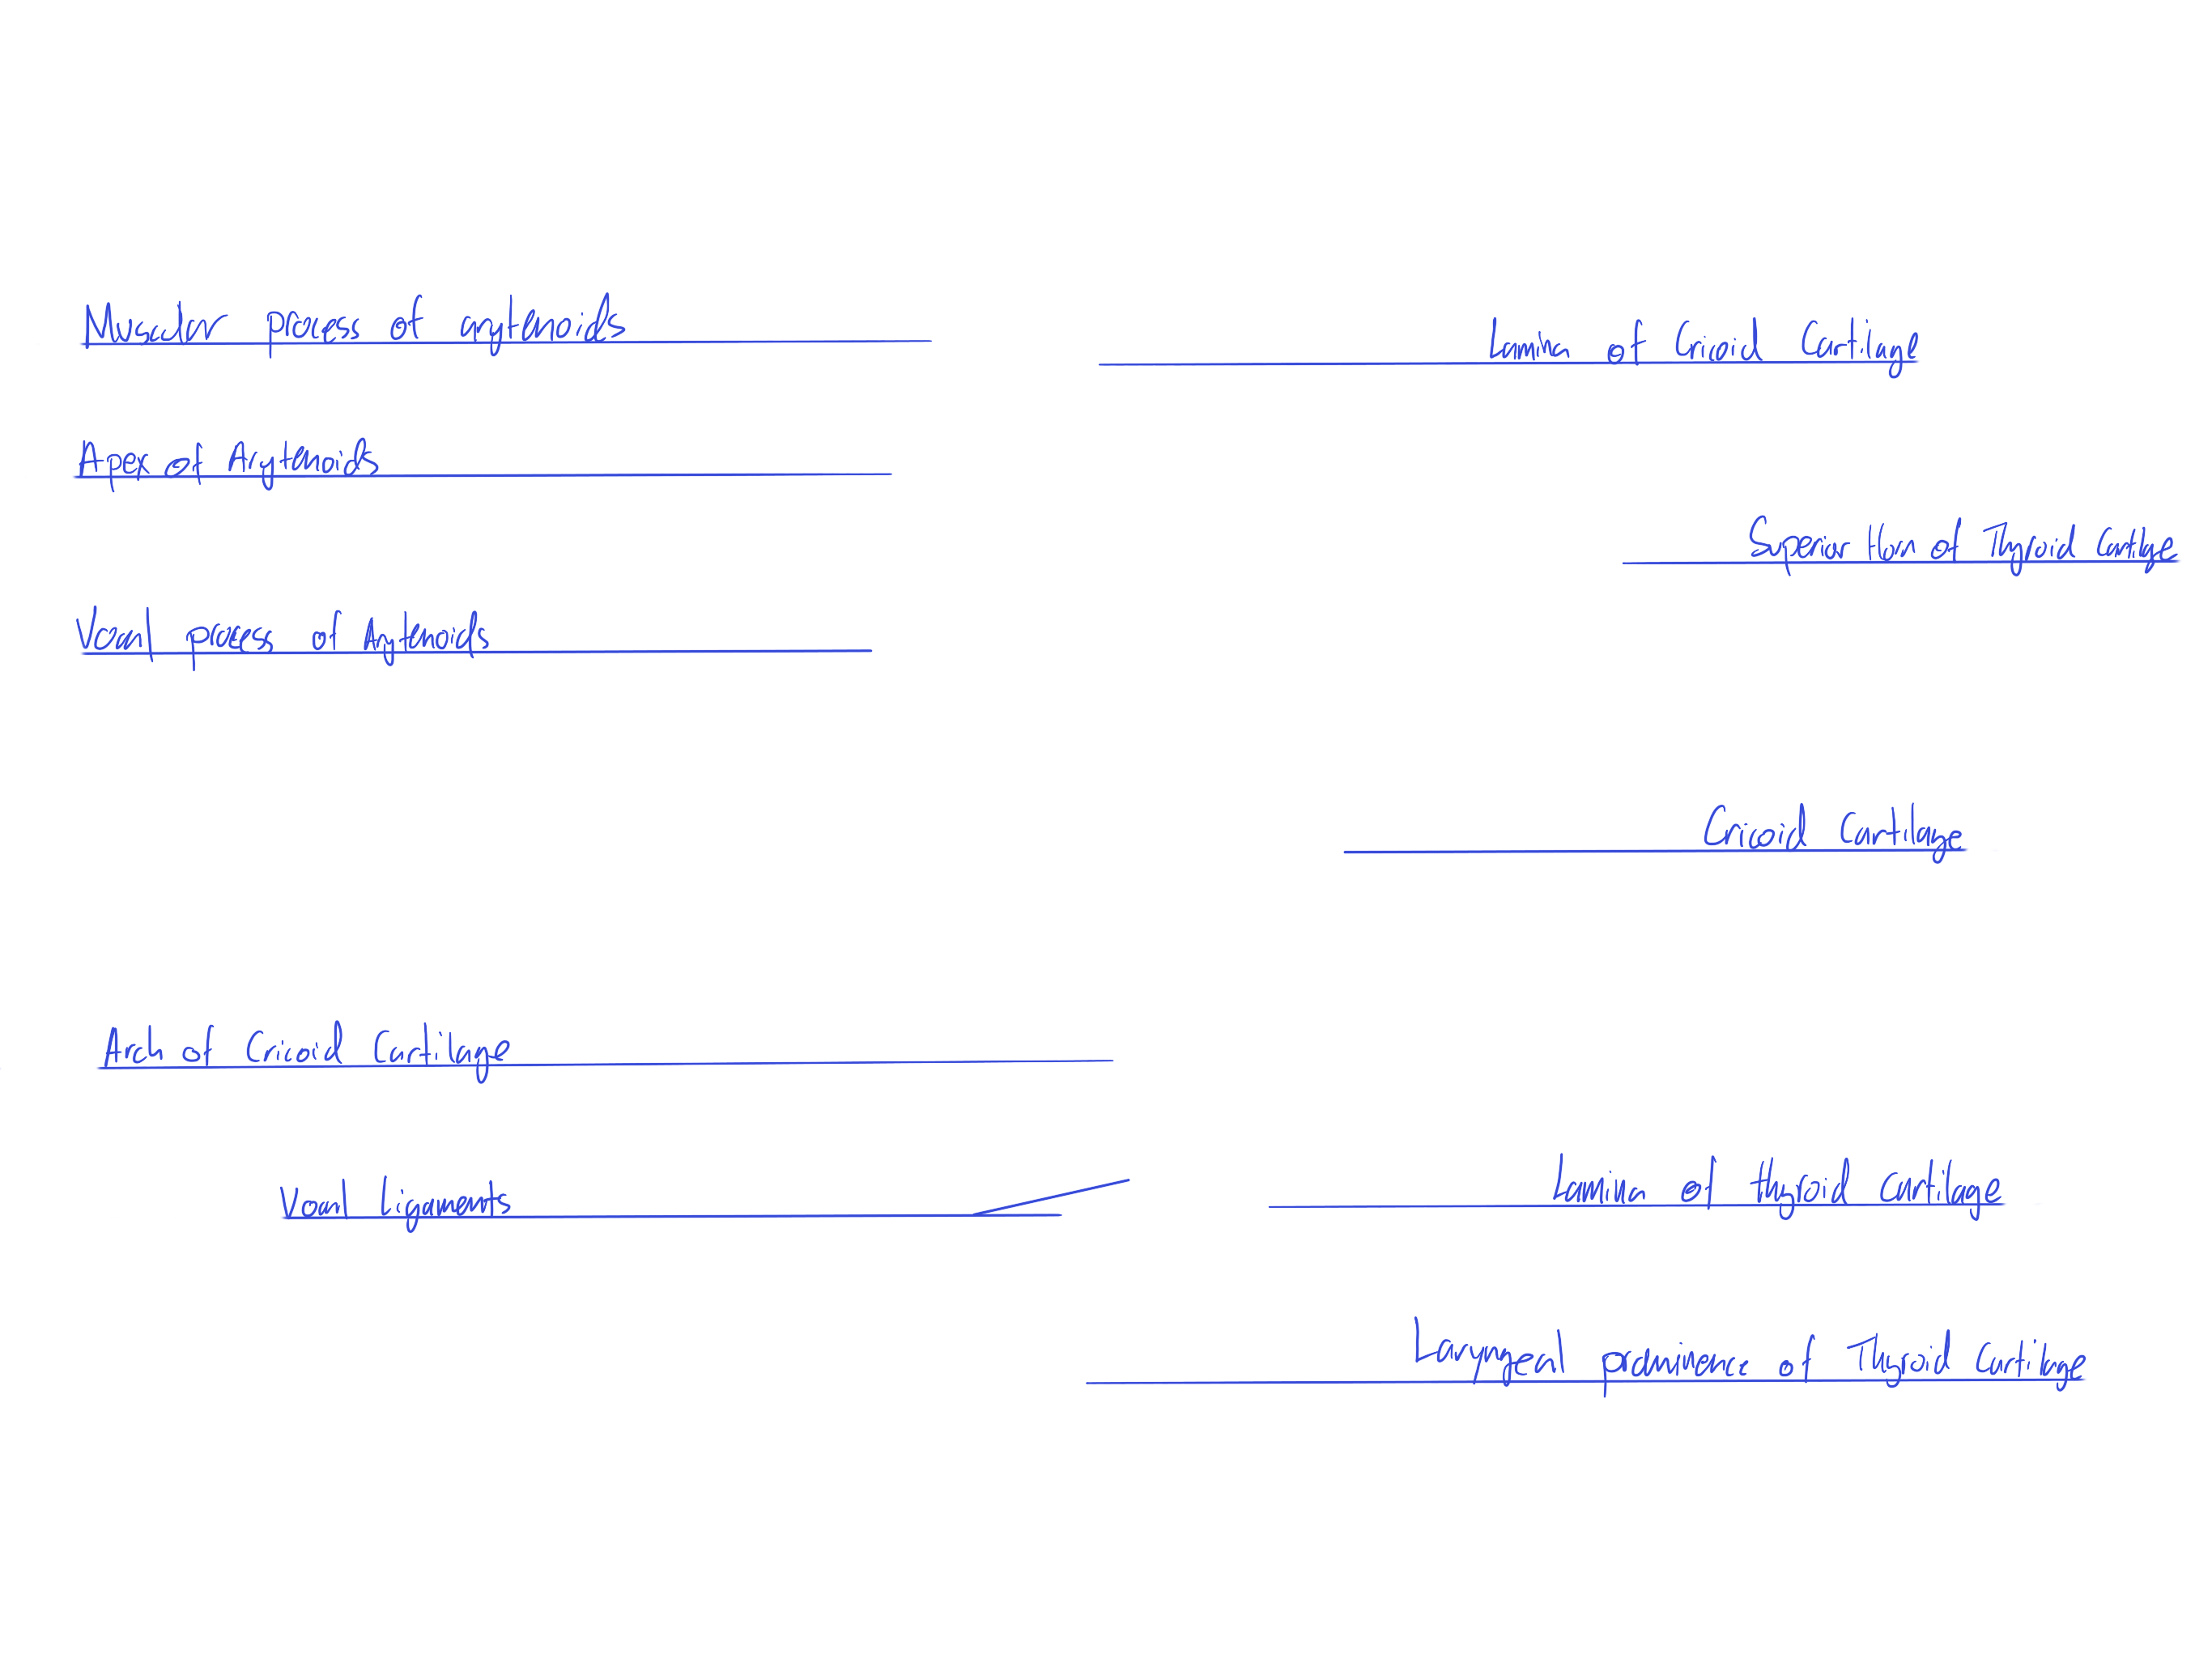 Muscular process of arytenoids
Lamina of Cricoid Cartilage
Apex of Arytenoids
Superior Horn of Thyroid Cartilage
Vocal process of Arytenoids
Cricoid Cartilage
Arch of Cricoid Cartilage
Vocal Ligaments
Lamina of thyroid cartilage
Laryngeal prominence of Thyroid Cartilage